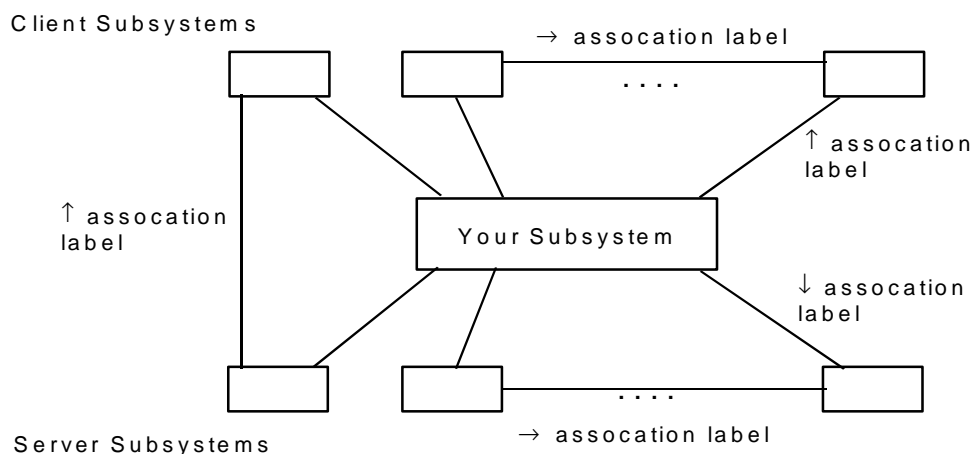 Client Subsystems
→ assocation label
. . . .
↑ assocation
label
↑ assocation
label
Your Subsystem
↓ assocation
label
. . . .
→ assocation label
Server Subsystems